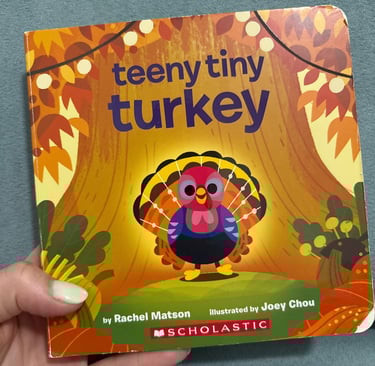 teeny tiny
turkey
by Rachel Matson illustrated by Joey Chou
SCHOLASTIC